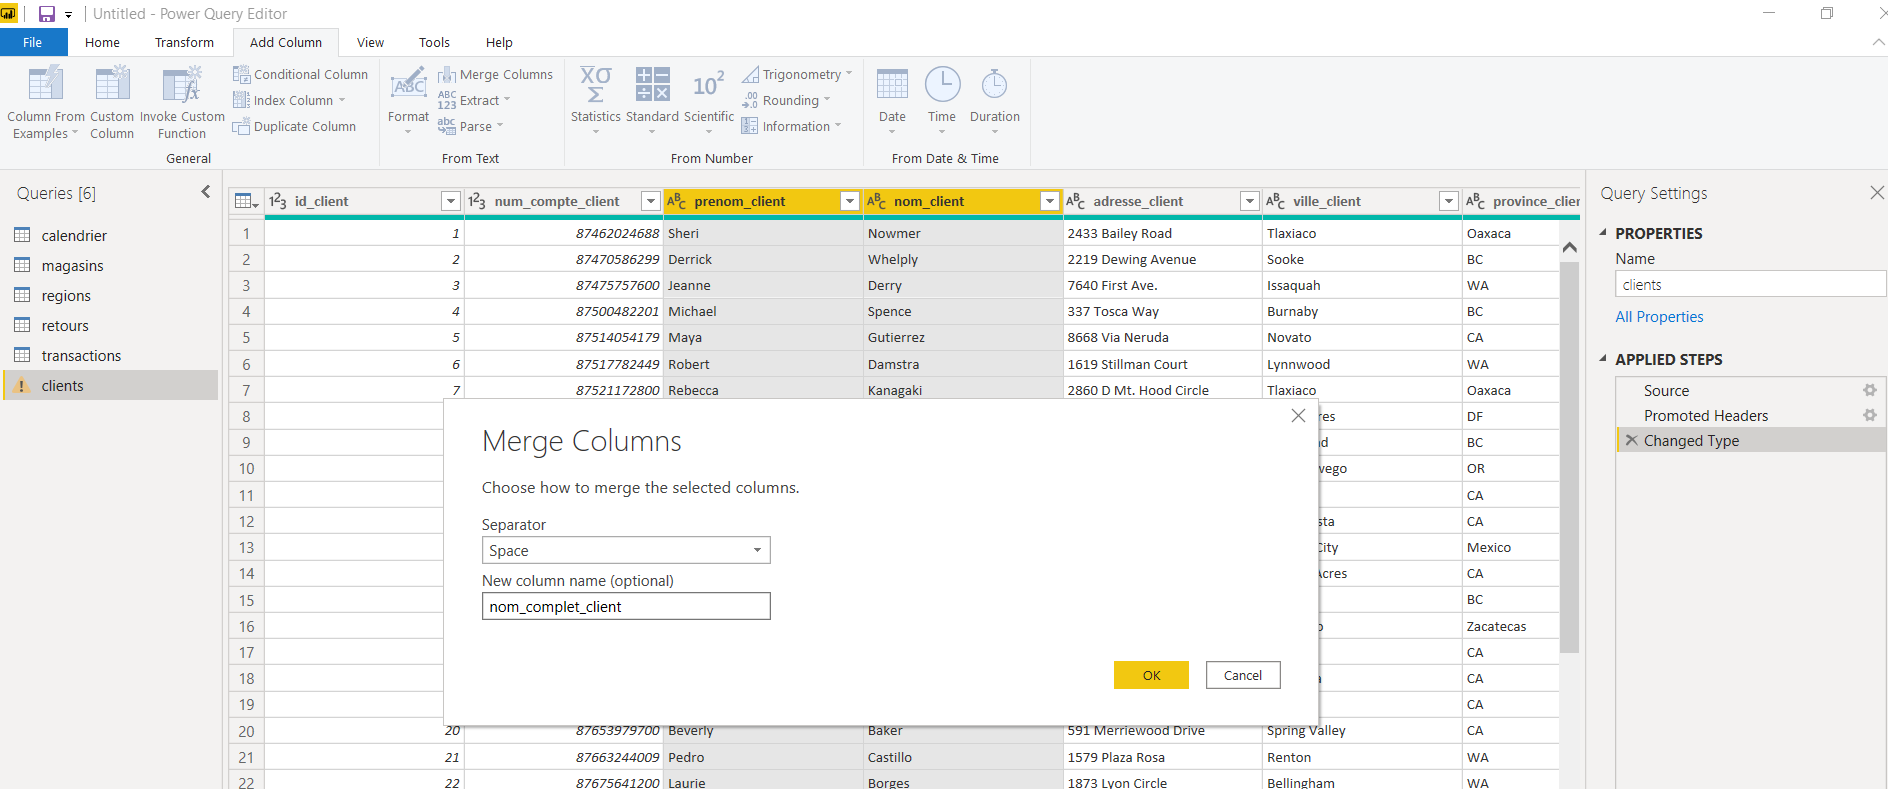 Untitled - Power Query Editor
File Home Transform Add Column View Tools Help
Column From Examples
Custom Column
Invoke Custom Function
Conditional Column
Index Column
Duplicate Column
General
Format
Merge Columns
Extract
Parse
From Text
Statistics
Standard
Scientific
Trigonometry
Rounding
Information
From Number
Date
Time
Duration
From Date & Time
Queries [6]
calendrier
magasins
regions
retours
transactions
clients
id_client num_compte_client prenom_client nom_client adresse_client ville_client province_clien
1 1 87462024688 Sheri Nowmer 2433 Bailey Road Tlaxiaco Oaxaca
2 2 87470586299 Derrick Whelply 2219 Dewing Avenue Sooke BC
3 3 87475757600 Jeanne Derry 7640 First Ave. Issaquah WA
4 4 87500482201 Michael Spence 337 Tosca Way Burnaby BC
5 5 87514054179 Maya Gutierrez 8668 Via Neruda Novato CA
6 6 87517782449 Robert Damstra 1619 Stillman Court Lynnwood WA
7 7 87521172800 Rebecca Kanagaki 2860 D Mt. Hood Circle Tlaxiaco Oaxaca
8 res DF
9 BC
10 wego OR
11 CA
12 sta CA
13 City Mexico
14 Acres CA
15 BC
16 Zacatecas
17 CA
18 CA
19 CA
20 20 87653979700 Beverly Baker 591 Merriewood Drive Spring Valley CA
21 21 87663244009 Pedro Castillo 1579 Plaza Rosa Renton WA
22 22 87675641200 Laurie Borges 1873 Lyon Circle Bellingham WA
Merge Columns
Choose how to merge the selected columns.
Separator
Space
New column name (optional)
nom_complet_client
OK Cancel
Query Settings
PROPERTIES
Name
clients
All Properties
APPLIED STEPS
Source
Promoted Headers
Changed Type